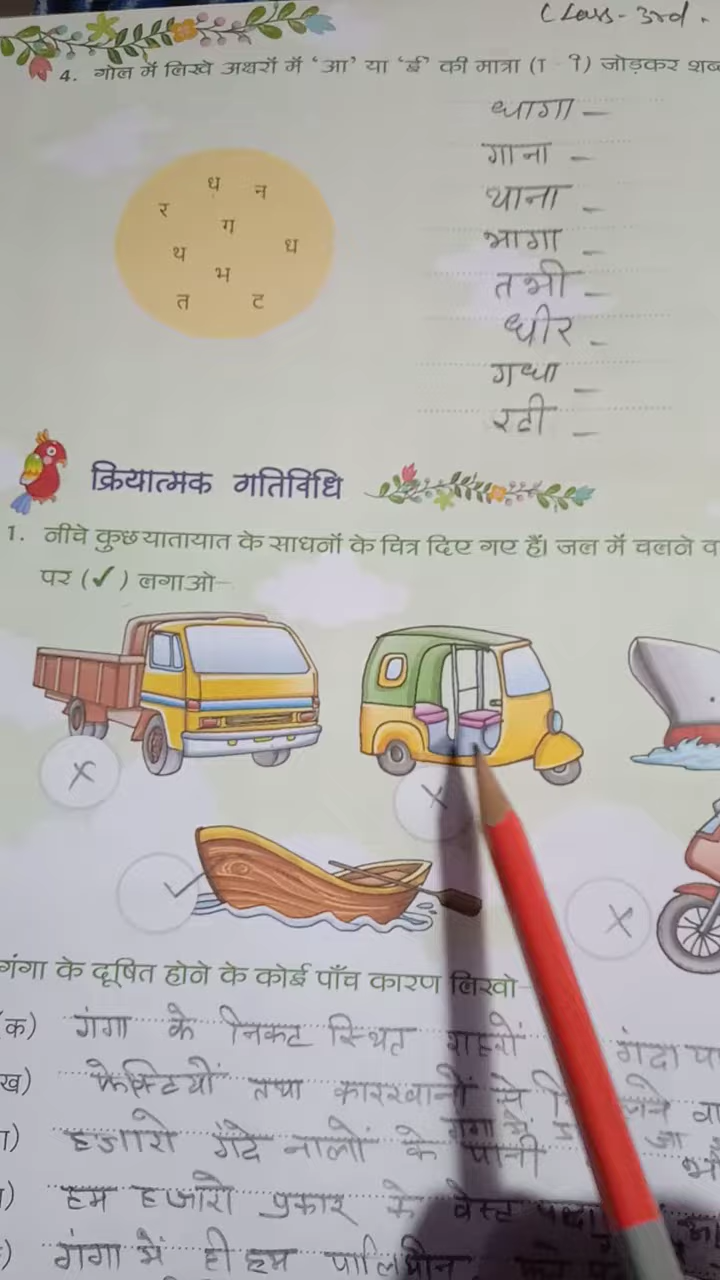 Class - 3rd.
4. गोल में लिखे अक्षरों में ‘आ’ या ‘ई’ की मात्रा (ा ी) जोड़कर शब्
धागा –
गाना –
थाना –
भागा –
तभी –
धीर –
गधा –
रटी –
ध न
र ग
थ ध
भ
त ट
क्रियात्मक गतिविधि
1. नीचे कुछ यातायात के साधनों के चित्र दिए गए हैं। जल में चलने व
पर (✓) लगाओ–
गंगा के दूषित होने के कोई पाँच कारण लिखो–
(क) गंगा के निकट स्थित शहरों गंदा
ख) तथा कारखानों से
हजारो गंदे नालों के पानी
हम हजारो प्रकार के वेस्ट
गंगा में ही हम